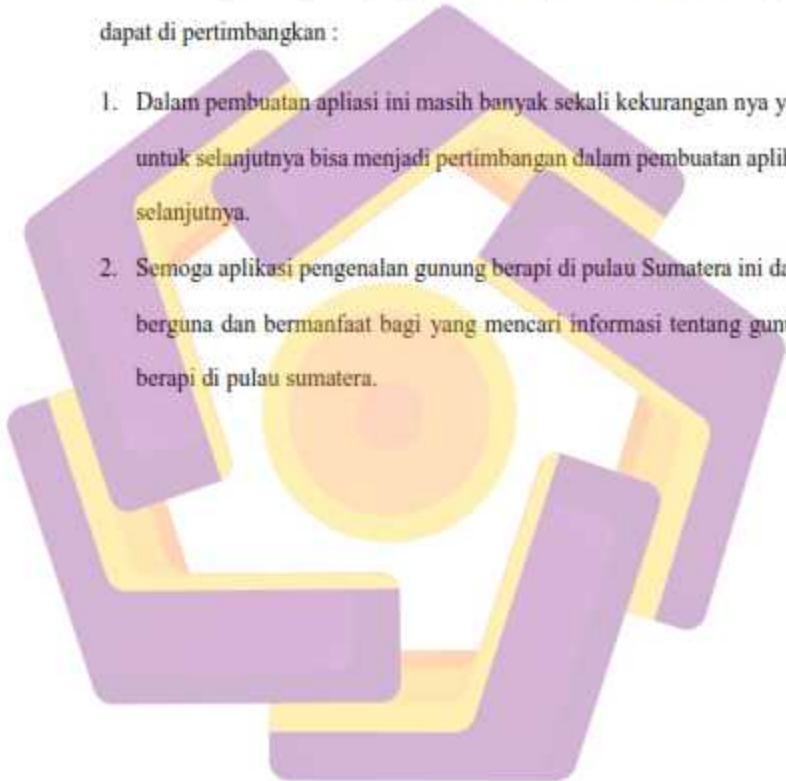 dapat di pertimbangkan :
1. Dalam pembuatan apliasi ini masih banyak sekali kekurangan nya y
untuk selanjutnya bisa menjadi pertimbangan dalam pembuatan aplik
selanjutnya.
2. Semoga aplikasi pengenalan gunung berapi di pulau Sumatera ini da
berguna dan bermanfaat bagi yang mencari informasi tentang gunu
berapi di pulau sumatera.